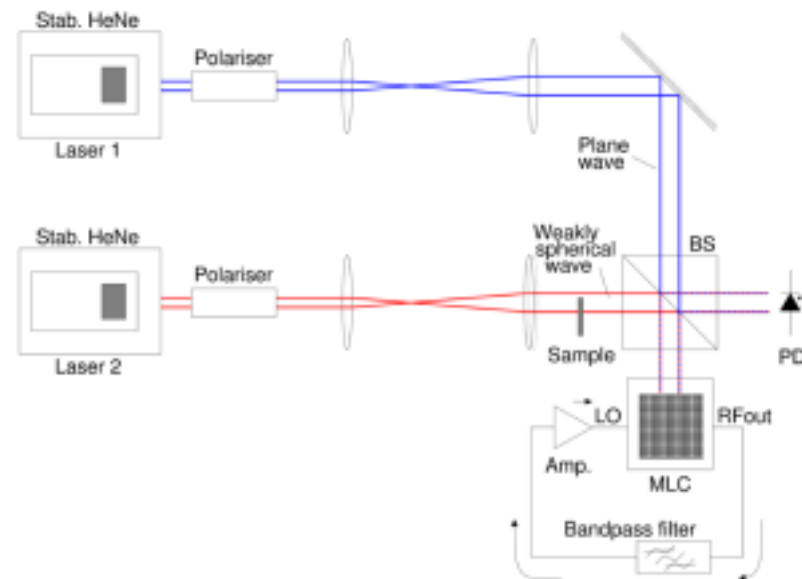 Stab. HeNe
Polariser
Laser 1
Plane
wave
Stab. HeNe
Polariser
Weakly
spherical
wave
BS
Sample
PD
Laser 2
LO
RFout
Amp.
MLC
Bandpass filter